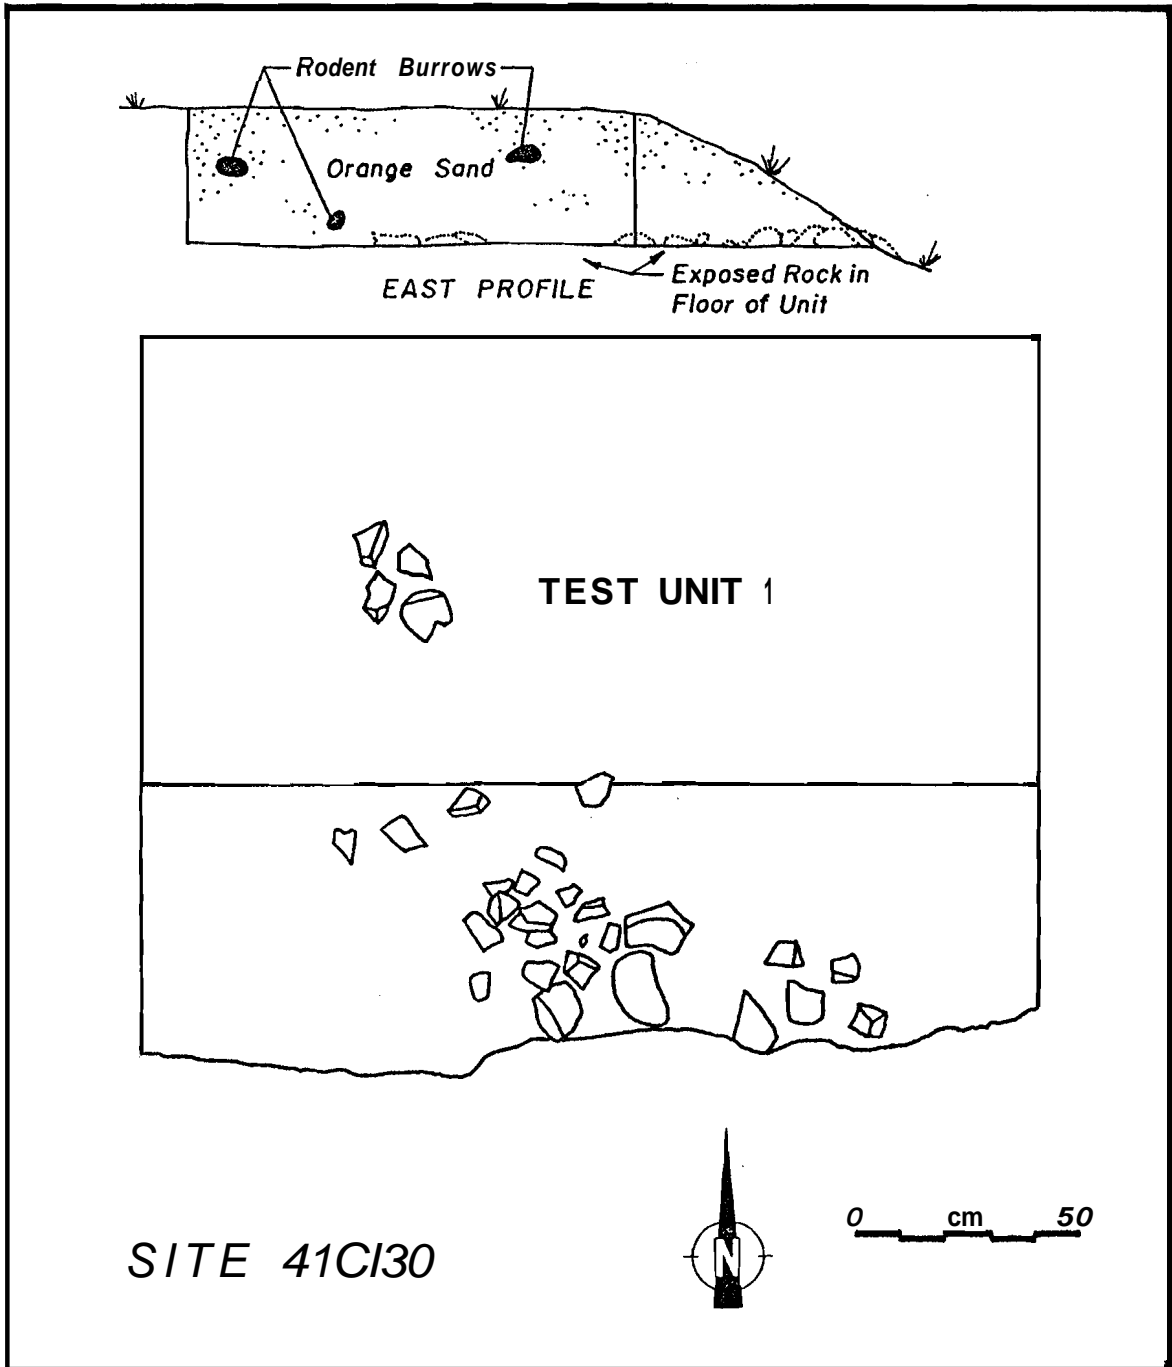 Rodent Burrows
Orange Sand
EAST PROFILE
Exposed Rock in
Floor of Unit
TEST UNIT 1
N
0 cm 50
SITE 41CI30